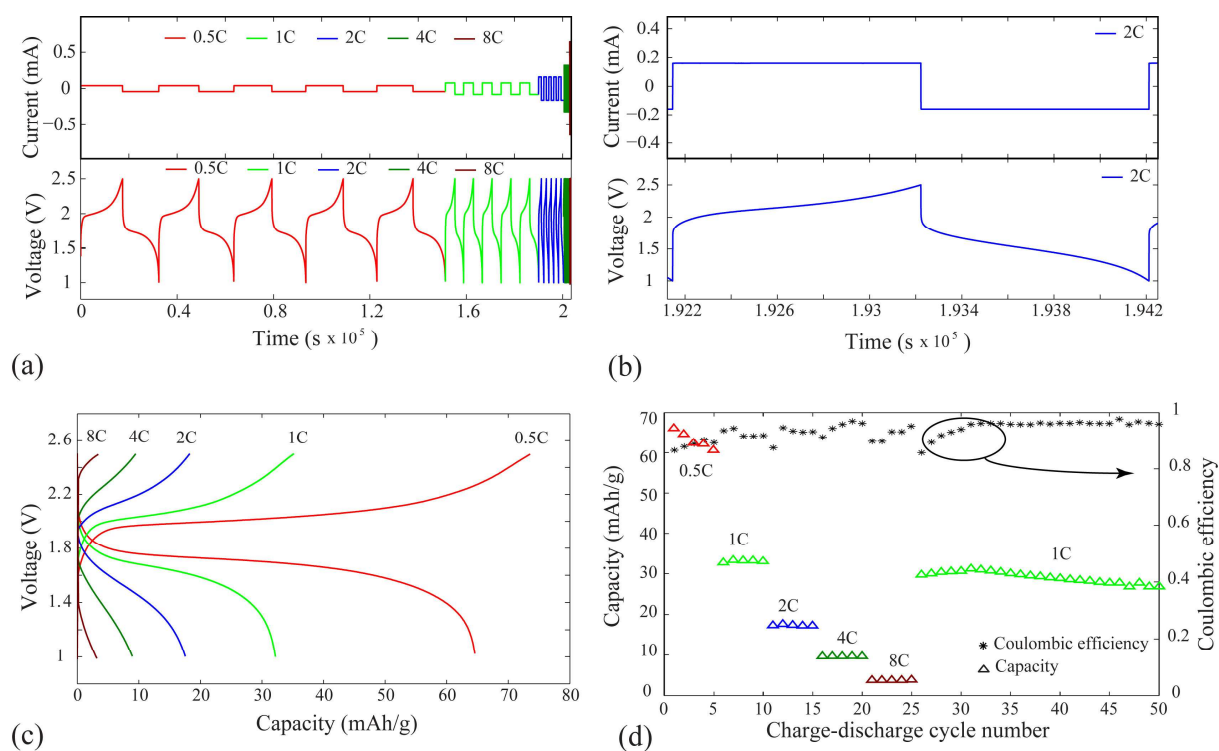 0.5C 1C 2C 4C 8C
Current (mA)
0.5
0
−0.5
0.5C 1C 2C 4C 8C
Voltage (V)
2.5
2
1.5
1
0 0.4 0.8 1.2 1.6 2
Time (s × 10⁵)
(a)
2C
Current (mA)
0.4
0.2
0
−0.2
−0.4
2C
Voltage (V)
2.5
2
1.5
1
1.922 1.926 1.93 1.934 1.938 1.942
Time (s × 10⁵)
(b)
8C 4C 2C 1C 0.5C
Voltage (V)
2.6
2.2
1.8
1.4
1
0 10 20 30 40 50 60 70 80
Capacity (mAh/g)
(c)
Capacity (mAh/g)
70
60
50
40
30
20
10
0
0.5C
1C
2C
4C
8C
1C
Coulombic efficiency
Capacity
1
0.8
0.6
0.4
0.2
0
Coulombic efficiency
0 5 10 15 20 25 30 35 40 45 50
Charge-discharge cycle number
(d)